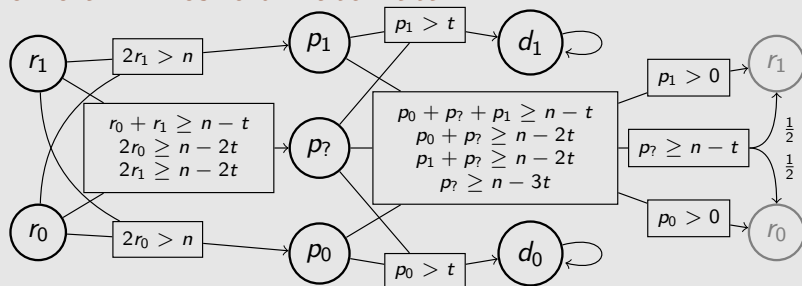 r₁
2r₁ > n
p₁
p₁ > t
d₁
p₁ > 0
r₁
r₀ + r₁ ≥ n − t
2r₀ ≥ n − 2t
2r₁ ≥ n − 2t
p?
p₀ + p? + p₁ ≥ n − t
p₀ + p? ≥ n − 2t
p₁ + p? ≥ n − 2t
p? ≥ n − 3t
p? ≥ n − t
½
½
r₀
2r₀ > n
p₀
p₀ > t
d₀
p₀ > 0
r₀